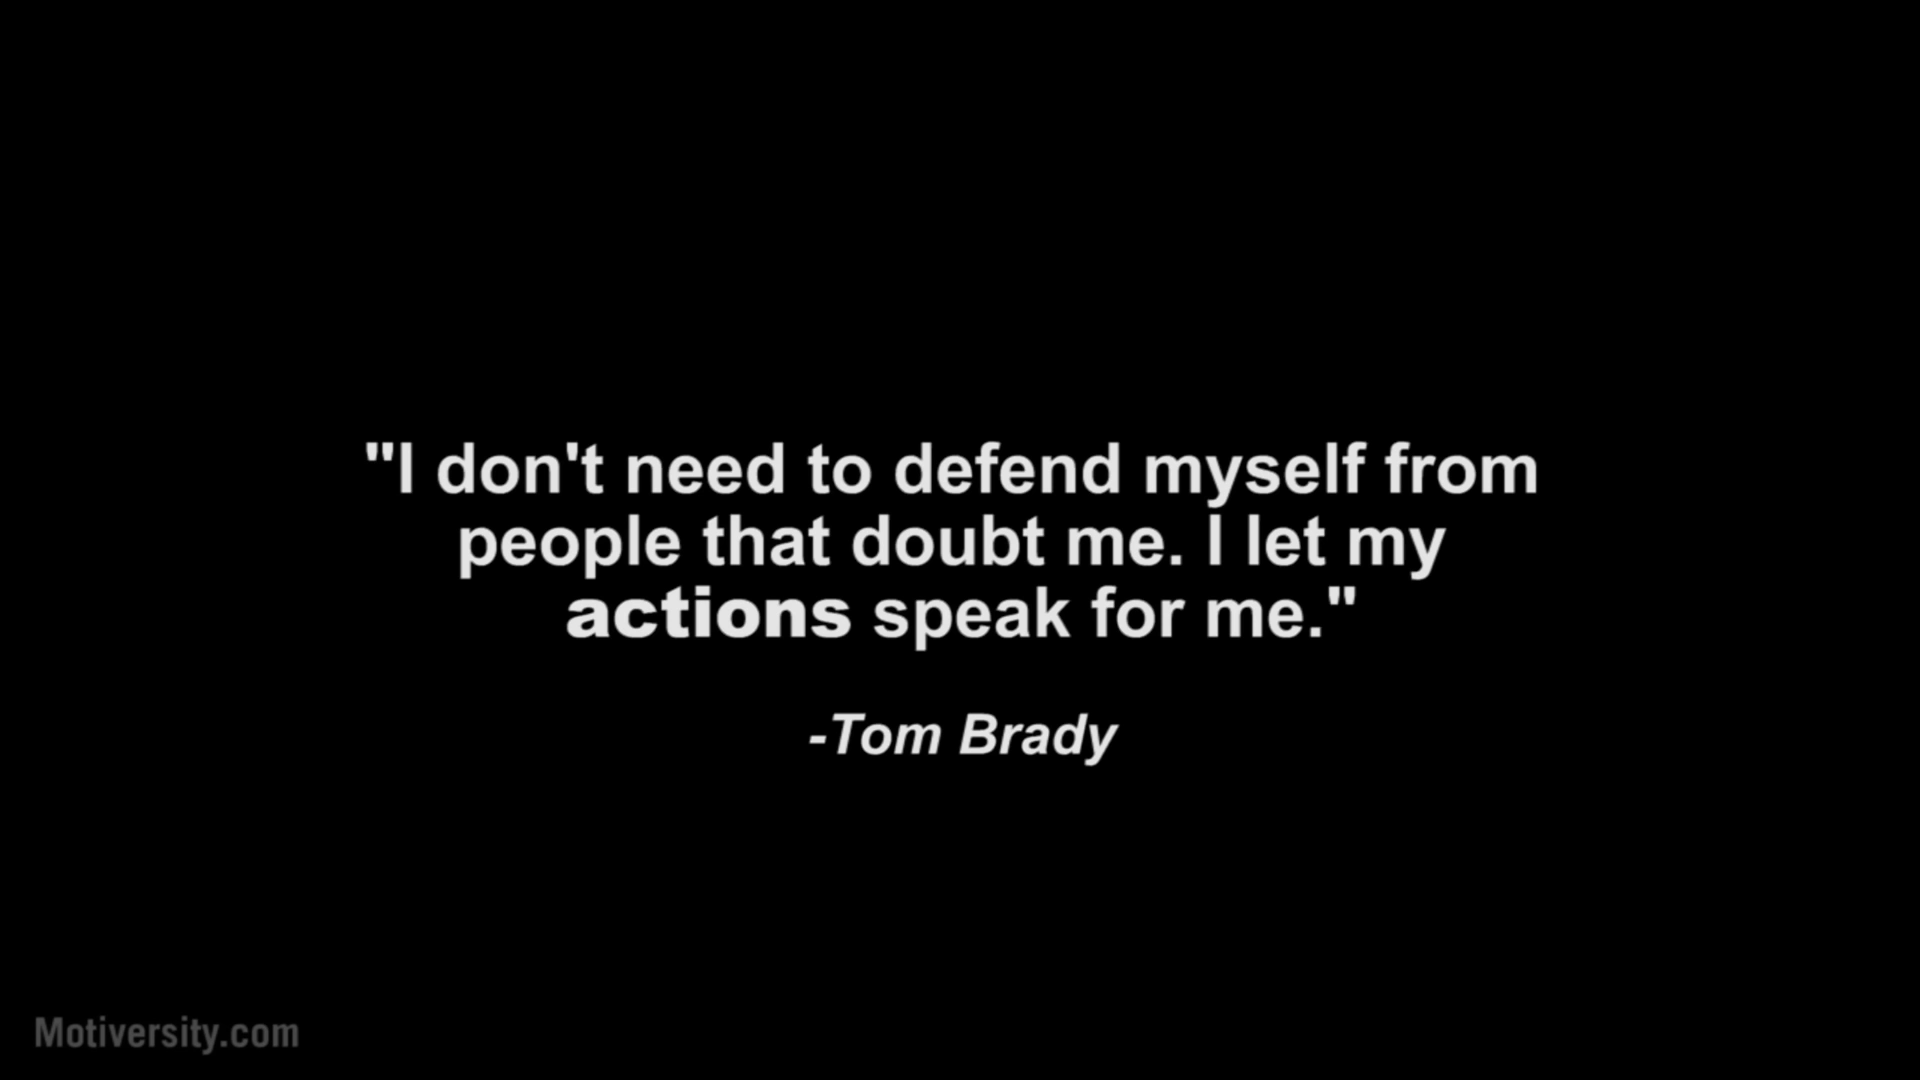 "I don't need to defend myself from
people that doubt me. I let my
actions speak for me."
-Tom Brady
Motiversity.com